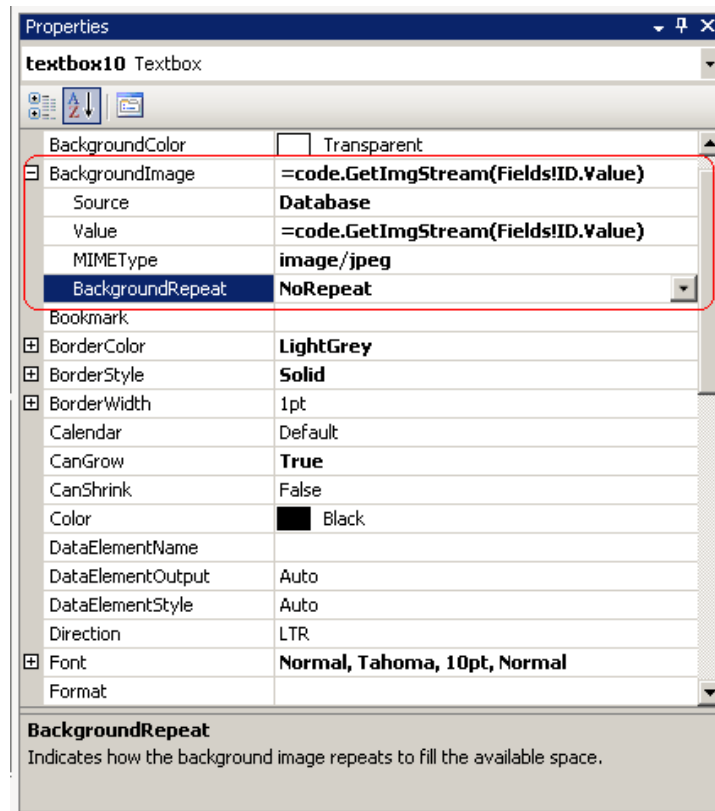 Properties
textbox10 Textbox
BackgroundColor Transparent
BackgroundImage =code.GetImgStream(Fields!ID.Value)
Source Database
Value =code.GetImgStream(Fields!ID.Value)
MIMEType image/jpeg
BackgroundRepeat NoRepeat
Bookmark
BorderColor LightGrey
BorderStyle Solid
BorderWidth 1pt
Calendar Default
CanGrow True
CanShrink False
Color Black
DataElementName
DataElementOutput Auto
DataElementStyle Auto
Direction LTR
Font Normal, Tahoma, 10pt, Normal
Format
BackgroundRepeat
Indicates how the background image repeats to fill the available space.